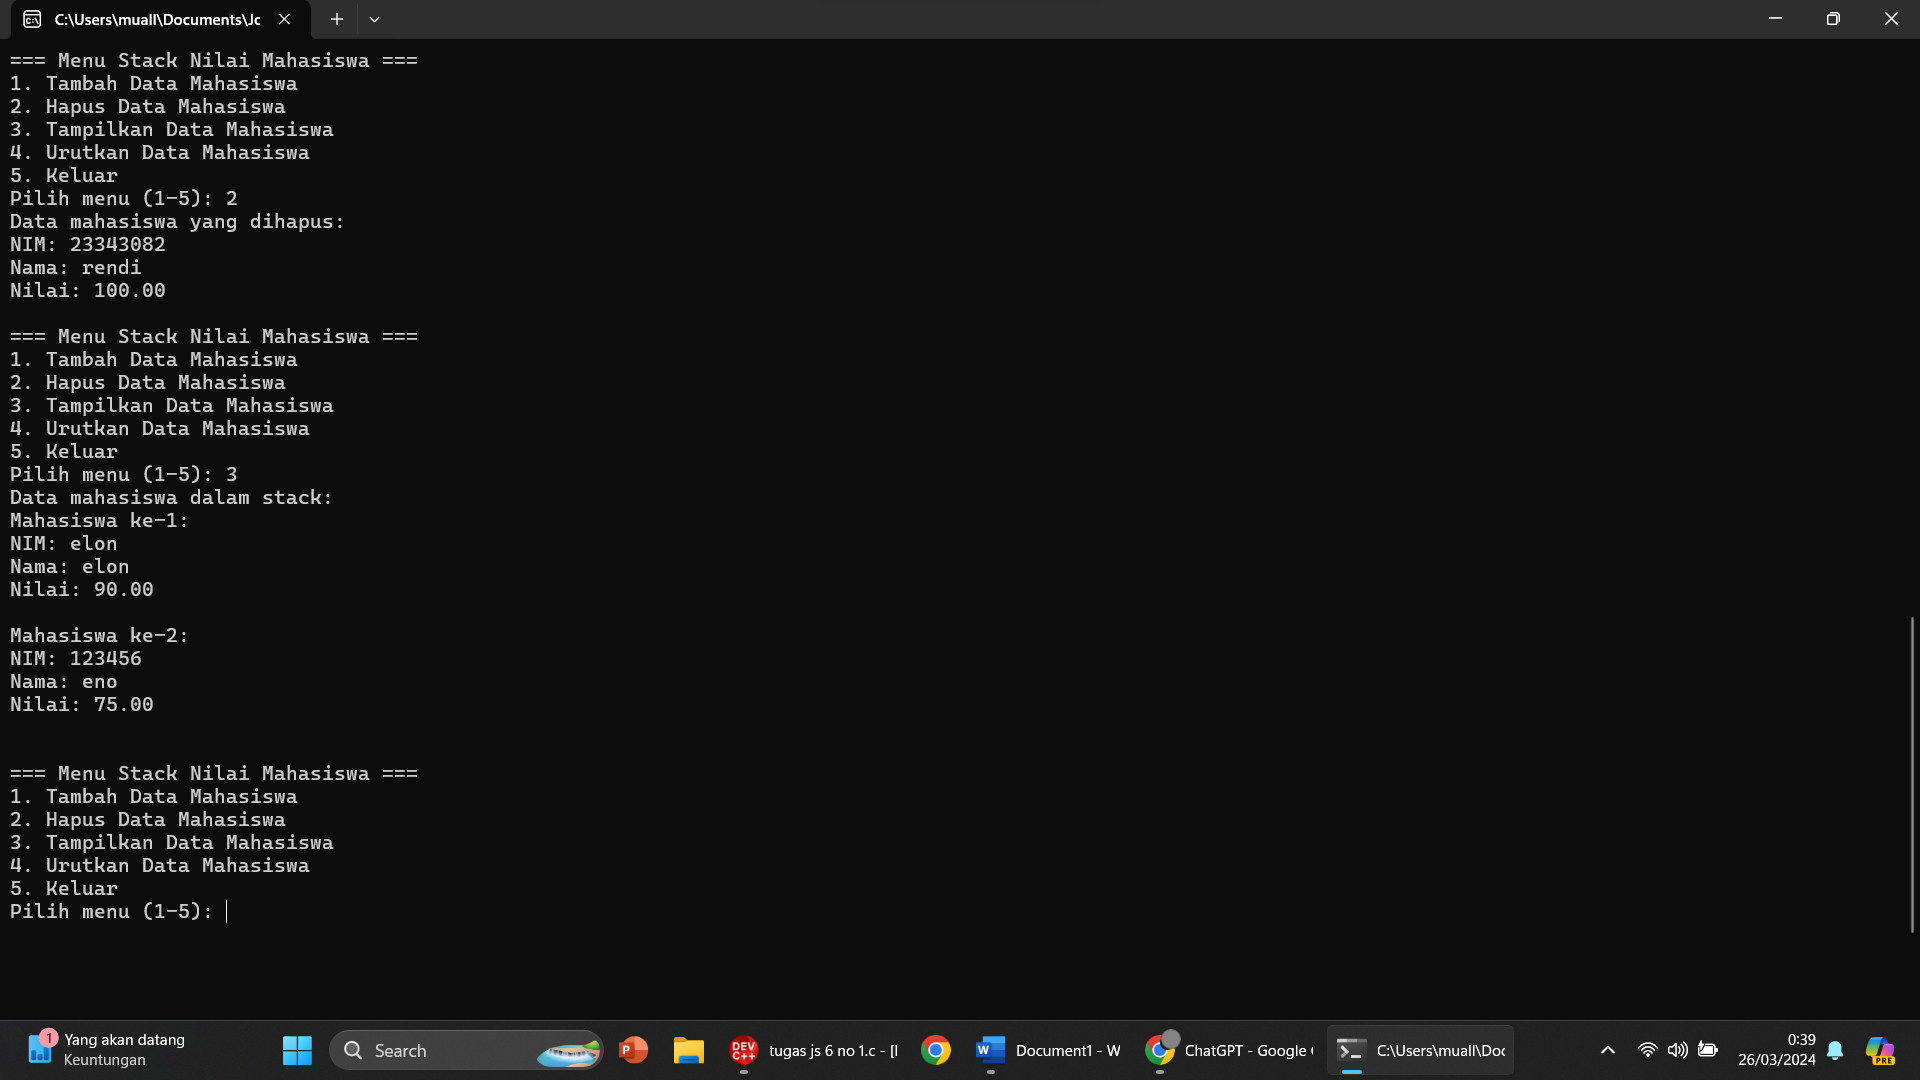 C:\Users\muall\Documents\Jc
=== Menu Stack Nilai Mahasiswa ===
1. Tambah Data Mahasiswa
2. Hapus Data Mahasiswa
3. Tampilkan Data Mahasiswa
4. Urutkan Data Mahasiswa
5. Keluar
Pilih menu (1-5): 2
Data mahasiswa yang dihapus:
NIM: 23343082
Nama: rendi
Nilai: 100.00
=== Menu Stack Nilai Mahasiswa ===
1. Tambah Data Mahasiswa
2. Hapus Data Mahasiswa
3. Tampilkan Data Mahasiswa
4. Urutkan Data Mahasiswa
5. Keluar
Pilih menu (1-5): 3
Data mahasiswa dalam stack:
Mahasiswa ke-1:
NIM: elon
Nama: elon
Nilai: 90.00
Mahasiswa ke-2:
NIM: 123456
Nama: eno
Nilai: 75.00
=== Menu Stack Nilai Mahasiswa ===
1. Tambah Data Mahasiswa
2. Hapus Data Mahasiswa
3. Tampilkan Data Mahasiswa
4. Urutkan Data Mahasiswa
5. Keluar
Pilih menu (1-5):
1
Yang akan datang
Keuntungan
Search
P
DEV C++
tugas js 6 no 1.c - [
W
Document1 - W
ChatGPT - Google
C:\Users\muall\Doc
0:39
26/03/2024
PRE